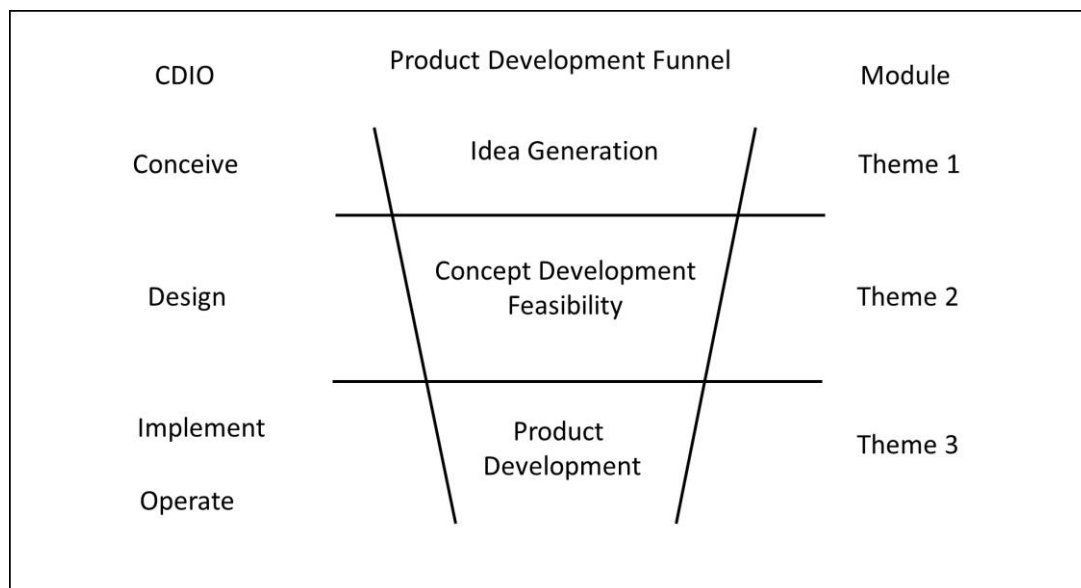 CDIO
Product Development Funnel
Module
Conceive
Idea Generation
Theme 1
Design
Concept Development
Feasibility
Theme 2
Implement
Operate
Product
Development
Theme 3